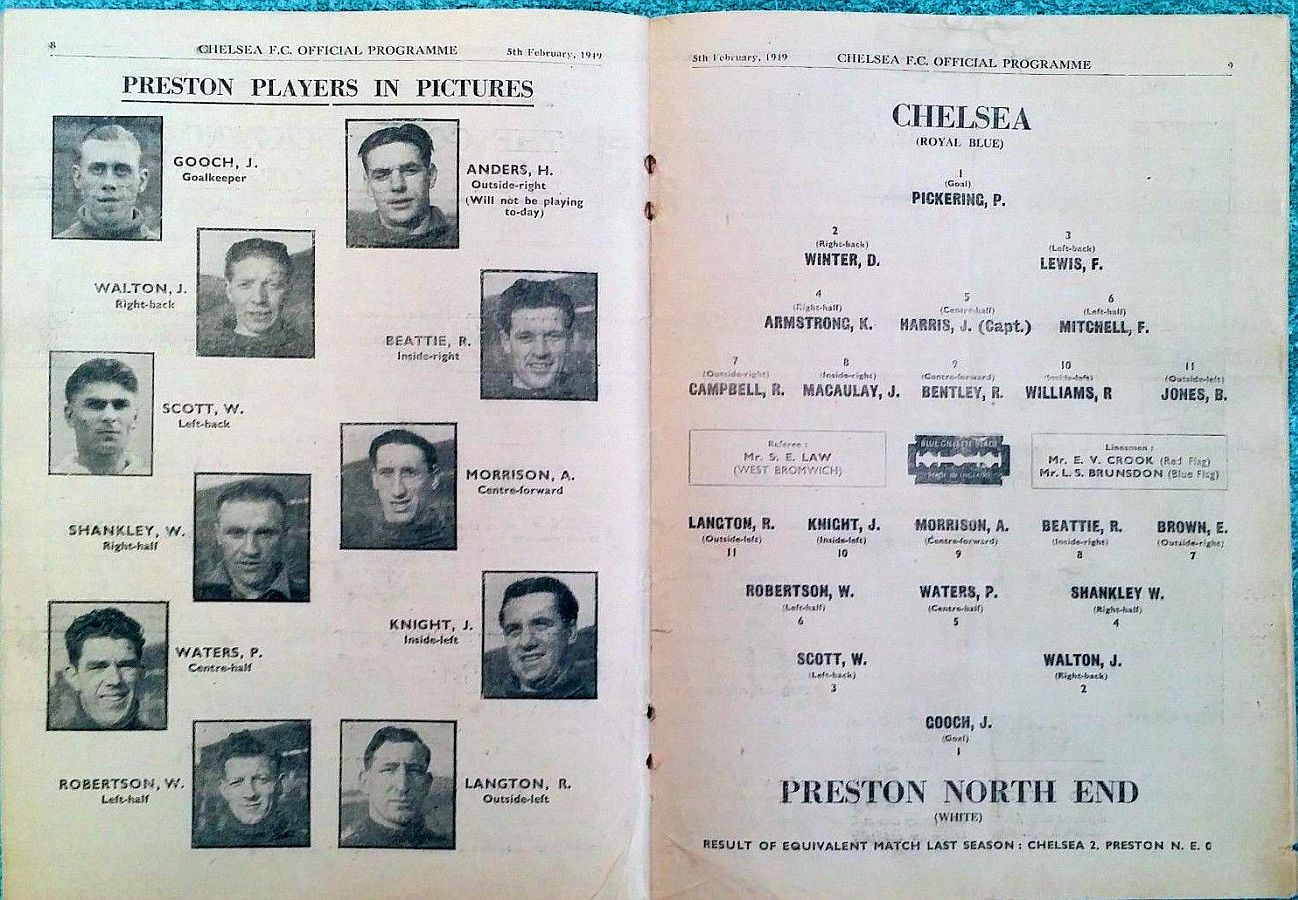 8 CHELSEA F.C. OFFICIAL PROGRAMME 5th February, 1949
PRESTON PLAYERS IN PICTURES
GOOCH, J.
Goalkeeper
ANDERS, H.
Outside-right
(Will not be playing
to-day)
WALTON, J.
Right-back
BEATTIE, R.
Inside-right
SCOTT, W.
Left-back
MORRISON, A.
Centre-forward
SHANKLEY, W.
Right-half
KNIGHT, J.
Inside-left
WATERS, P.
Centre-half
ROBERTSON, W.
Left-half
LANGTON, R.
Outside-left
5th February, 1949 CHELSEA F.C. OFFICIAL PROGRAMME 9
CHELSEA
(ROYAL BLUE)
1
(Goal)
PICKERING, P.
2 3
(Right-back) (Left-back)
WINTER, D. LEWIS, F.
4 5 6
(Right-half) (Centre-half) (Left-half)
ARMSTRONG, K. HARRIS, J. (Capt.) MITCHELL, F.
7 8 9 10 11
(Outside-right) (Inside-right) (Centre-forward) (Inside-left) (Outside-left)
CAMPBELL, R. MACAULAY, J. BENTLEY, R. WILLIAMS, R JONES, B.
Referee :
Mr. S. E. LAW
(WEST BROMWICH)
BLUE GILLETTE BLADE
MADE IN ENGLAND
Linesmen :
Mr. E. V. CROOK (Red Flag)
Mr. L. S. BRUNSDON (Blue Flag)
LANGTON, R. KNIGHT, J. MORRISON, A. BEATTIE, R. BROWN, E.
(Outside-left) (Inside-left) (Centre-forward) (Inside-right) (Outside-right)
11 10 9 8 7
ROBERTSON, W. WATERS, P. SHANKLEY W.
(Left-half) (Centre-half) (Right-half)
6 5 4
SCOTT, W. WALTON, J.
(Left-back) (Right-back)
3 2
GOOCH, J.
(Goal)
1
PRESTON NORTH END
(WHITE)
RESULT OF EQUIVALENT MATCH LAST SEASON : CHELSEA 2, PRESTON N. E. 0